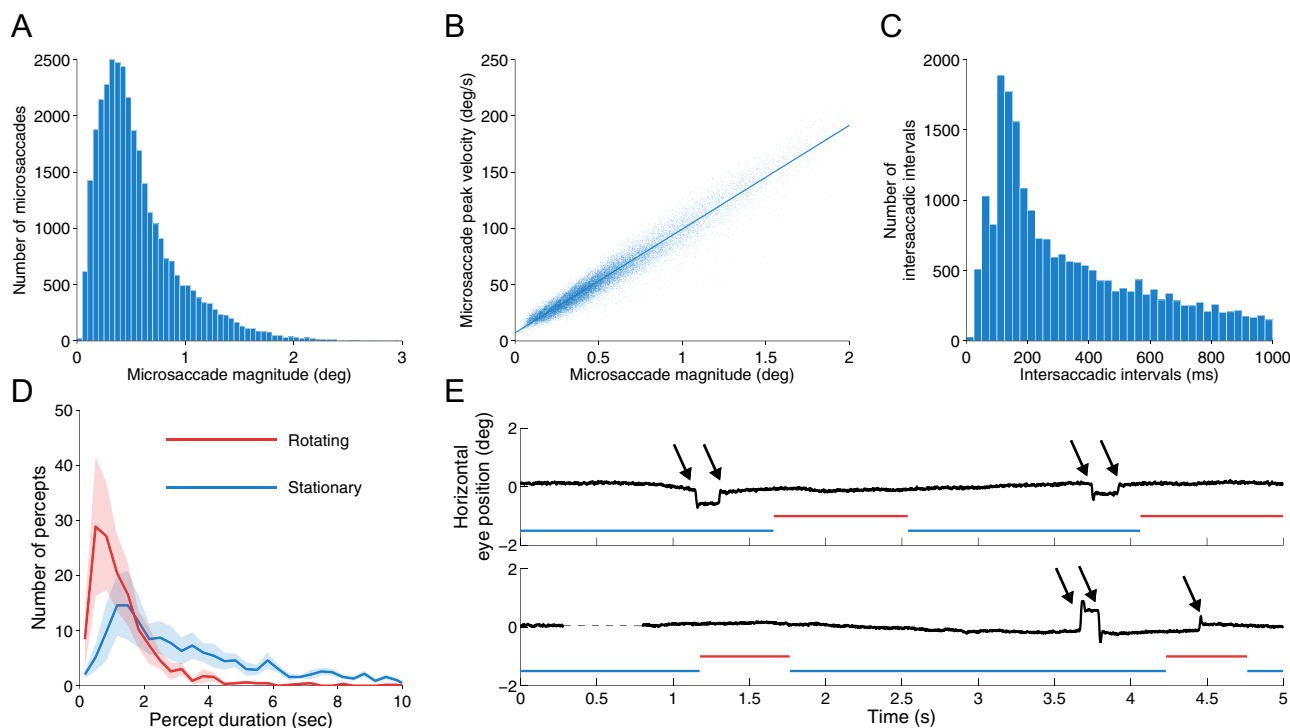 A
2500
2000
1500
1000
500
0
Number of microsaccades
0 1 2 3
Microsaccade magnitude (deg)
B
250
200
150
100
50
0
Microsaccade peak velocity (deg/s)
0 0.5 1 1.5 2
Microsaccade magnitude (deg)
C
2000
1500
1000
500
0
Number of
intersaccadic intervals
0 200 400 600 800 1000
Intersaccadic intervals (ms)
D
50
40
30
20
10
0
Number of percepts
Rotating
Stationary
0 2 4 6 8 10
Percept duration (sec)
E
Horizontal
eye position (deg)
2
0
−2
2
0
−2
0 0.5 1 1.5 2 2.5 3 3.5 4 4.5 5
Time (s)